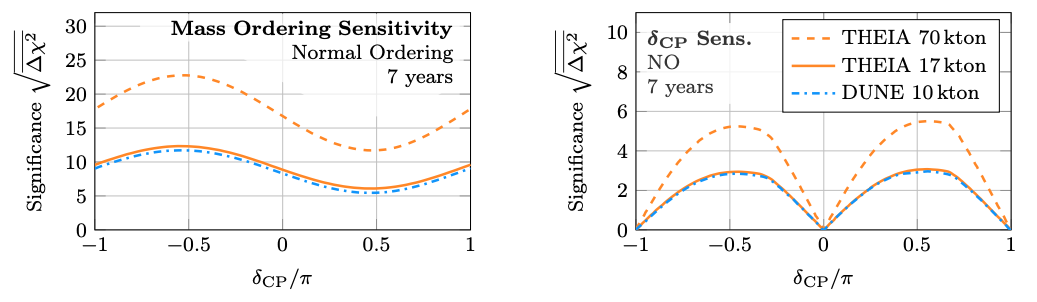 Mass Ordering Sensitivity
Normal Ordering
7 years
Significance √Δχ²
30
25
20
15
10
5
0
−1 −0.5 0 0.5 1
δCP/π
δCP Sens.
NO
7 years
THEIA 70 kton
THEIA 17 kton
DUNE 10 kton
Significance √Δχ²
10
8
6
4
2
0
−1 −0.5 0 0.5 1
δCP/π